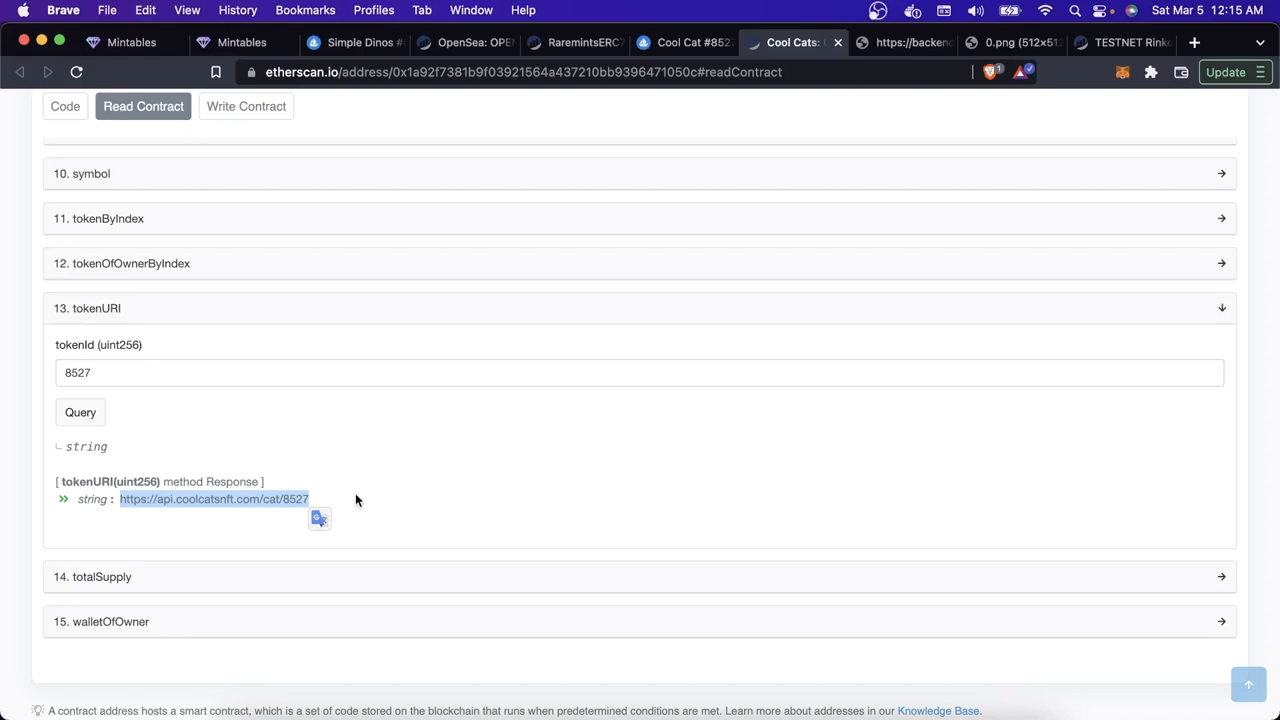 Brave File Edit View History Bookmarks Profiles Tab Window Help Sat Mar 5 12:15 AM
Mintables Mintables Simple Dinos # OpenSea: OPE RaremintsERC7 Cool Cat #852 Cool Cats: https://backen 0.png (512×51 TESTNET Rinke
etherscan.io/address/0x1a92f7381b9f03921564a437210bb9396471050c#readContract Update
Code Read Contract Write Contract
10. symbol
11. tokenByIndex
12. tokenOfOwnerByIndex
13. tokenURI
tokenId (uint256)
8527
Query
string
[ tokenURI(uint256) method Response ]
string : https://api.coolcatsnft.com/cat/8527
14. totalSupply
15. walletOfOwner
A contract address hosts a smart contract, which is a set of code stored on the blockchain that runs when predetermined conditions are met. Learn more about addresses in our Knowledge Base.